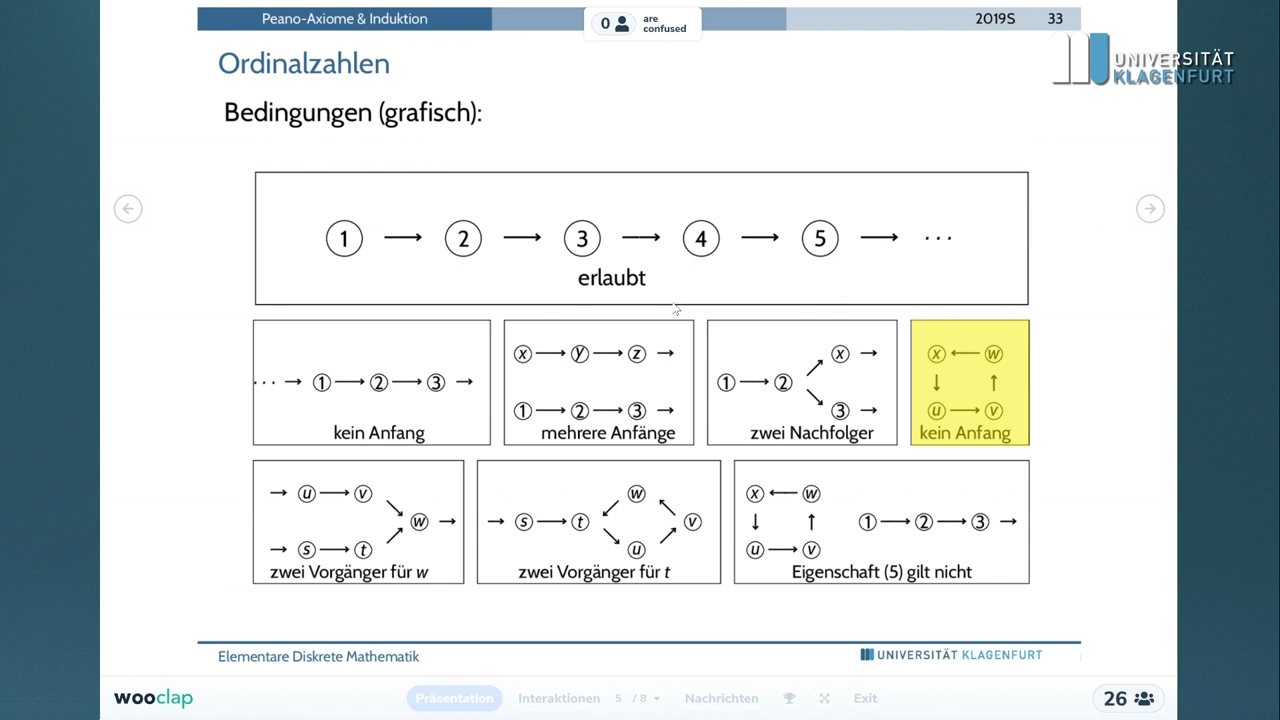 Peano-Axiome & Induktion
0 are confused
2019S 33
UNIVERSITÄT KLAGENFURT
Ordinalzahlen
Bedingungen (grafisch):
1 → 2 → 3 → 4 → 5 → ···
erlaubt
··· → 1 → 2 → 3 →
kein Anfang
x → y → z →
1 → 2 → 3 →
mehrere Anfänge
x →
1 → 2
3 →
zwei Nachfolger
x ← w
↓ ↑
u → v
kein Anfang
→ u → v
w →
→ s → t
zwei Vorgänger für w
w
→ s → t v
u
zwei Vorgänger für t
x ← w
↓ ↑ 1 → 2 → 3 →
u → v
Eigenschaft (5) gilt nicht
Elementare Diskrete Mathematik
UNIVERSITÄT KLAGENFURT
wooclap
Präsentation Interaktionen 5 / 8 Nachrichten Exit
26